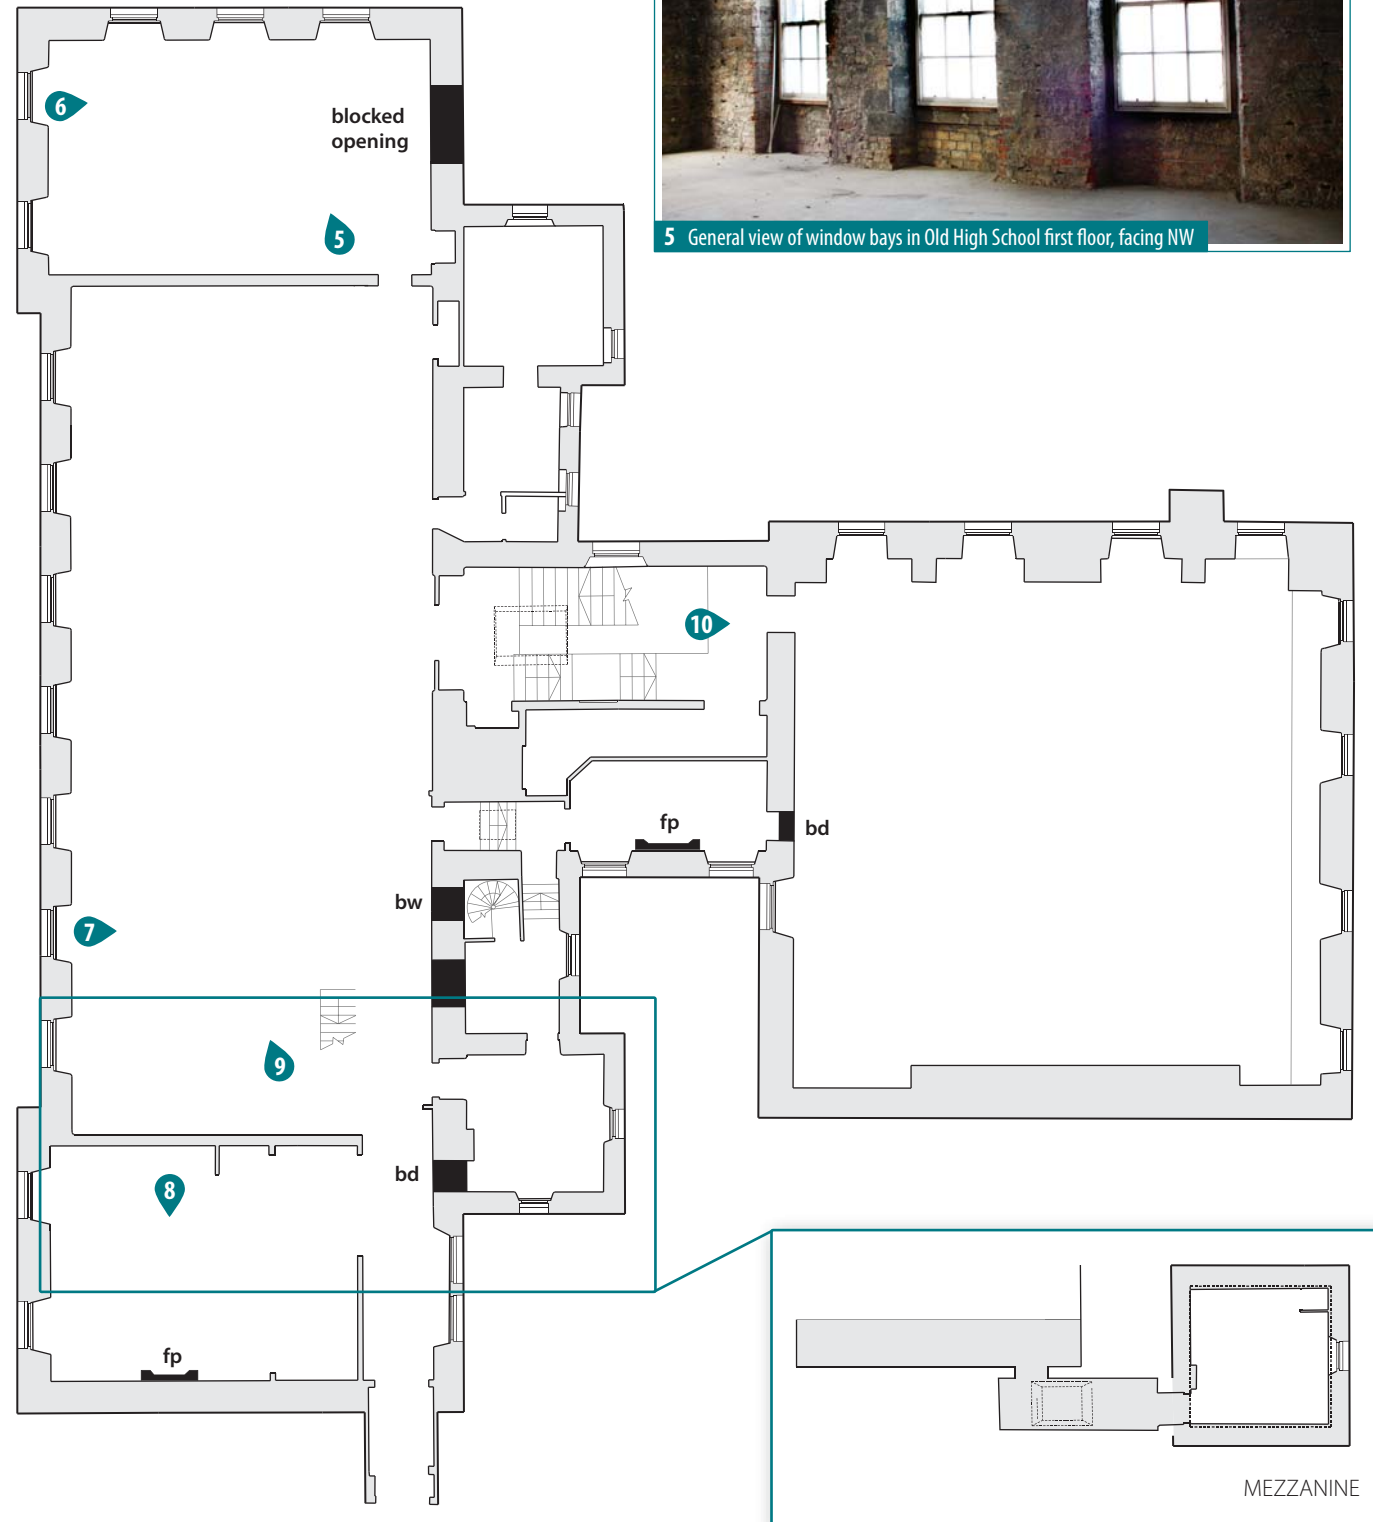 6
blocked
opening
5
5 General view of window bays in Old High School first floor, facing NW
10
fp
bd
bw
7
9
bd
8
fp
MEZZANINE